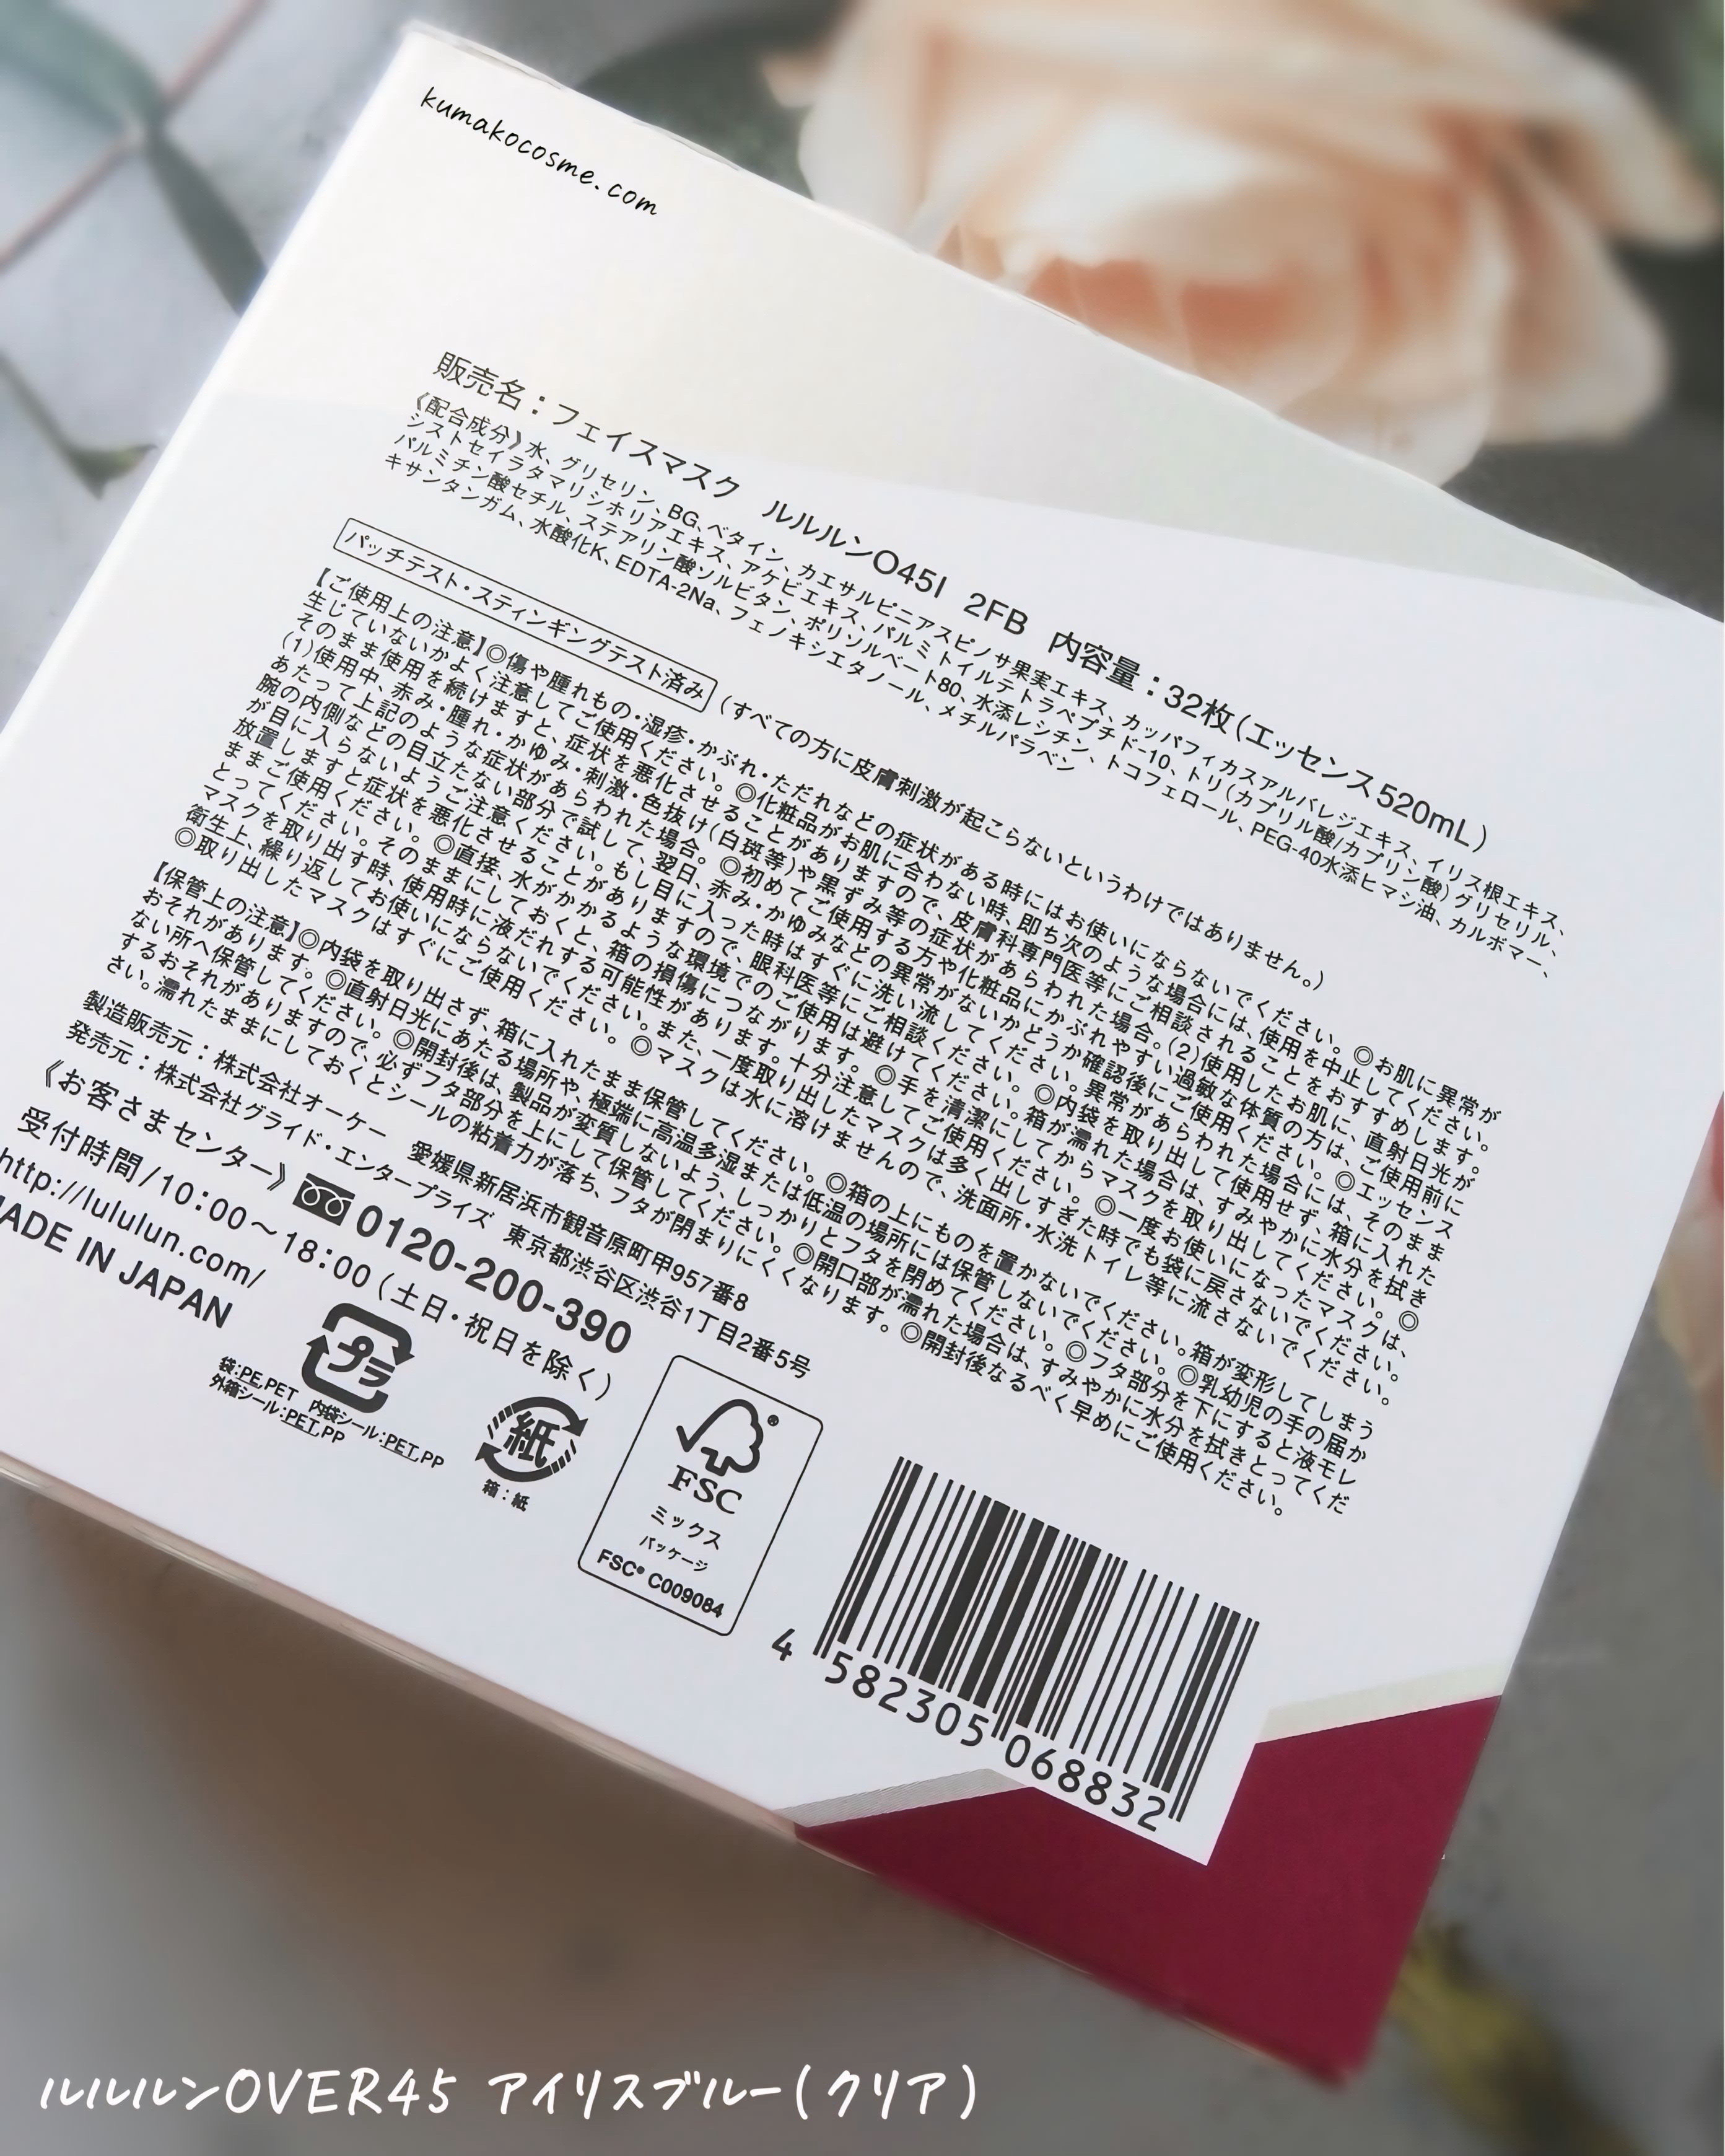 kumakocosme.com
販売名：フェイスマスク　ルルルンO45I　2FB　内容量：32枚（エッセンス520mL）
《配合成分》水、グリセリン、BG、ベタイン、カエサルピニアスピノサ果実エキス、カッパフィカスアルバレジエキス、イリス根エキス、
シストセイラタマリシホリアエキス、アケビエキス、パルミトイルテトラペプチド-10、トリ（カプリル酸/カプリン酸）グリセリル、
パルミチン酸セチル、ステアリン酸ソルビタン、ポリソルベート80、水添レシチン、トコフェロール、PEG-40水添ヒマシ油、カルボマー、
キサンタンガム、水酸化K、EDTA-2Na、フェノキシエタノール、メチルパラベン
パッチテスト・スティンギングテスト済み（すべての方に皮膚刺激が起こらないというわけではありません。）
【ご使用上の注意】◎傷や腫れもの・湿疹・かぶれ・ただれなどの症状がある時にはお使いにならないでください。◎お肌に異常が
生じていないかよく注意してご使用ください。◎化粧品がお肌に合わない時、即ち次のような場合には、使用を中止してください。
そのまま使用を続けますと、症状を悪化させることがありますので、皮膚科専門医等にご相談されることをおすすめします。
(1)使用中、赤み・腫れ・かゆみ・刺激・色抜け（白斑等）や黒ずみ等の症状があらわれた場合。(2)使用したお肌に、直射日光が
あたって上記のような症状があらわれた場合。◎初めてご使用する方や化粧品にかぶれやすい過敏な体質の方は、ご使用前に
腕の内側などの目立たない部分で試して、翌日、赤み・かゆみなどの異常がないかどうか確認後にご使用ください。◎エッセンス
が目に入らないようご注意ください。もし目に入った時はすぐに洗い流してください。異常があらわれた場合には、そのまま
放置しますと症状を悪化させることがありますので、眼科医等にご相談ください。◎内袋を取り出して使用せず、箱に入れた
ままご使用ください。◎直接、水がかかるような環境でのご使用は避けてください。箱が濡れた場合は、すみやかに水分を拭き
とってください。そのままにしておくと、箱の損傷につながります。◎手を清潔にしてからマスクを取り出してください。◎
マスクを取り出す時、使用時に液だれする可能性があります。十分注意してご使用ください。◎一度お使いになったマスクは、
衛生上、繰り返してお使いにならないでください。また、一度取り出したマスクは多く出しすぎた時でも袋に戻さないでください。
◎取り出したマスクはすぐにご使用ください。◎マスクは水に溶けませんので、洗面所・水洗トイレ等に流さないでください。
【保管上の注意】◎内袋を取り出さず、箱に入れたまま保管してください。◎箱の上にものを置かないでください。箱が変形してしまう
おそれがあります。◎直射日光にあたる場所や、極端に高温多湿または低温の場所には保管しないでください。◎乳幼児の手の届か
ない所へ保管してください。◎開封後は、製品が変質しないよう、しっかりとフタを閉めてください。◎フタ部分を下にすると液モレ
するおそれがありますので、必ずフタ部分を上にして保管してください。◎開口部が濡れた場合は、すみやかに水分を拭きとってくだ
さい。濡れたままにしておくとシールの粘着力が落ち、フタが閉まりにくくなります。◎開封後なるべく早めにご使用ください。
製造販売元：株式会社オーケー　愛媛県新居浜市観音原町甲957番8
発売元：株式会社グライド・エンタープライズ　東京都渋谷区渋谷1丁目2番5号
《お客さまセンター》0120-200-390
受付時間/10:00～18:00（土日・祝日を除く）
http://lululun.com/
MADE IN JAPAN
プラ
袋:PE,PET　内袋シール:PET,PP
外箱シール:PET,PP
紙
箱：紙
FSC®
ミックス
パッケージ
FSC® C009084
4 582305 068832
ルルルンOVER45 アイリスブルー(クリア)